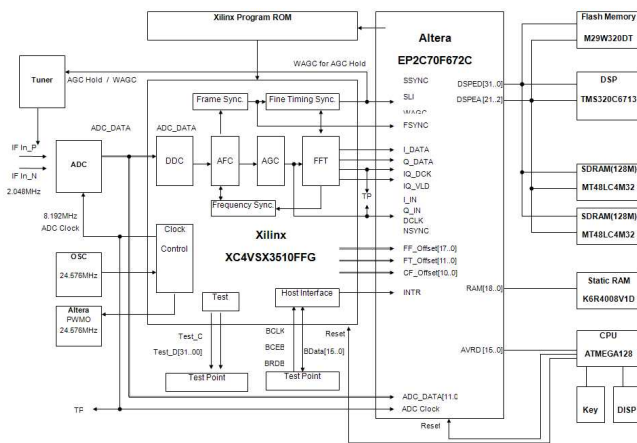 Xilinx Program ROM
Altera
EP2C70F672C
Flash Memory
M29W320DT
Tuner
AGC Hold / WAGC
WAGC for AGC Hold
SSYNC
SLI
WAGC
FSYNC
DSPED[31..0]
DSPEA[21..2]
DSP
TMS320C6713
Frame Sync.
Fine Timing Sync.
ADC_DATA
ADC_DATA
IF In_P
IF In_N
2.048MHz
ADC
DDC
AFC
AGC
FFT
I_DATA
Q_DATA
IQ_DCK
IQ_VLD
TP
I_IN
Q_IN
DCLK
NSYNC
SDRAM(128M)
MT48LC4M32
SDRAM(128M)
MT48LC4M32
Frequency Sync.
8.192MHz
ADC Clock
Clock
Control
Xilinx
XC4VSX3510FFG
FF_Offset[17..0]
FT_Offset[11..0]
CF_Offset[10..0]
OSC
24.576MHz
Altera
PWMO
24.576MHz
Test
Host Interface
INTR
RAM[18..0]
Static RAM
K6R4008V1D
Test_C
Test_D[31..00]
BCLK
BCEB
BRDB
BData[15..0]
Reset
AVRD [15..0]
CPU
ATMEGA128
Test Point
Test Point
ADC_DATA[11.0
ADC Clock
TP
Reset
Key
DISP